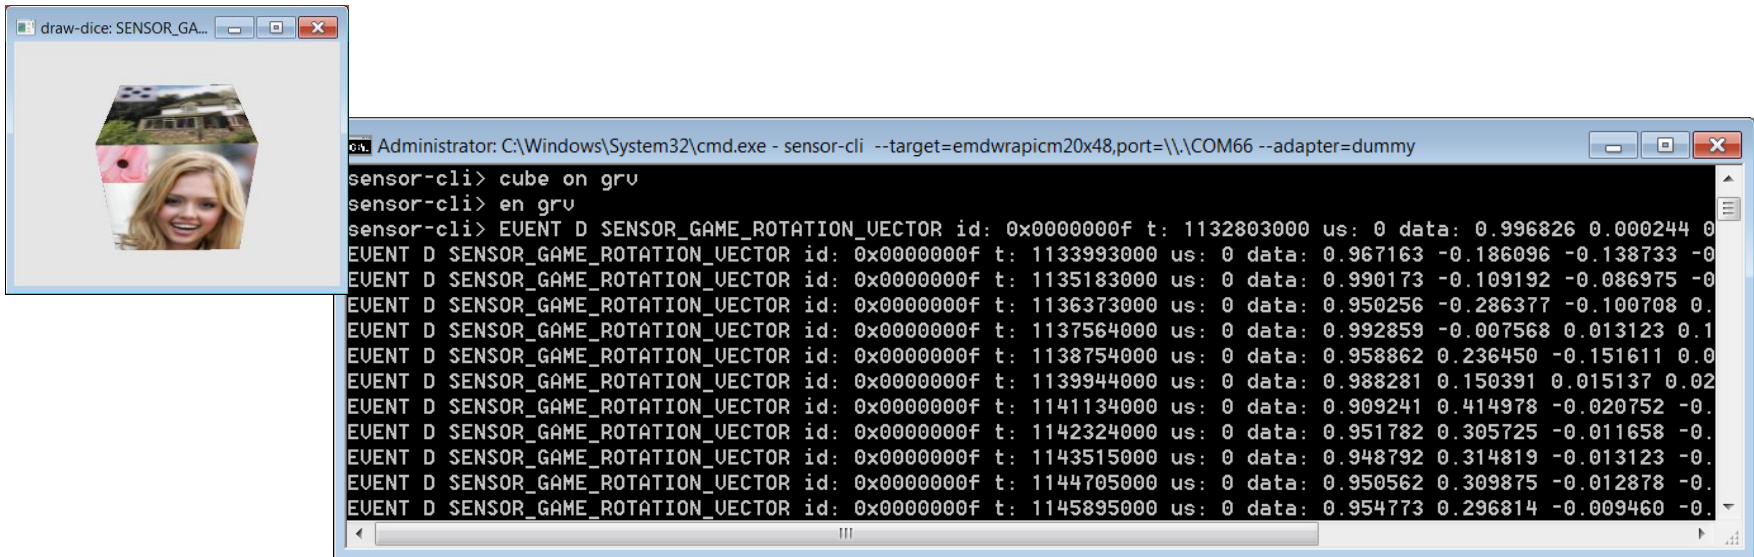 draw-dice: SENSOR_GA...
Administrator: C:\Windows\System32\cmd.exe - sensor-cli  --target=emdwrapicm20x48,port=\\.\COM66 --adapter=dummy
sensor-cli> cube on grv
sensor-cli> en grv
sensor-cli> EVENT D SENSOR_GAME_ROTATION_VECTOR id: 0x0000000f t: 1132803000 us: 0 data: 0.996826 0.000244 0
EVENT D SENSOR_GAME_ROTATION_VECTOR id: 0x0000000f t: 1133993000 us: 0 data: 0.967163 -0.186096 -0.138733 -0
EVENT D SENSOR_GAME_ROTATION_VECTOR id: 0x0000000f t: 1135183000 us: 0 data: 0.990173 -0.109192 -0.086975 -0
EVENT D SENSOR_GAME_ROTATION_VECTOR id: 0x0000000f t: 1136373000 us: 0 data: 0.950256 -0.286377 -0.100708 0.
EVENT D SENSOR_GAME_ROTATION_VECTOR id: 0x0000000f t: 1137564000 us: 0 data: 0.992859 -0.007568 0.013123 0.1
EVENT D SENSOR_GAME_ROTATION_VECTOR id: 0x0000000f t: 1138754000 us: 0 data: 0.958862 0.236450 -0.151611 0.0
EVENT D SENSOR_GAME_ROTATION_VECTOR id: 0x0000000f t: 1139944000 us: 0 data: 0.988281 0.150391 0.015137 0.02
EVENT D SENSOR_GAME_ROTATION_VECTOR id: 0x0000000f t: 1141134000 us: 0 data: 0.909241 0.414978 -0.020752 -0.
EVENT D SENSOR_GAME_ROTATION_VECTOR id: 0x0000000f t: 1142324000 us: 0 data: 0.951782 0.305725 -0.011658 -0.
EVENT D SENSOR_GAME_ROTATION_VECTOR id: 0x0000000f t: 1143515000 us: 0 data: 0.948792 0.314819 -0.013123 -0.
EVENT D SENSOR_GAME_ROTATION_VECTOR id: 0x0000000f t: 1144705000 us: 0 data: 0.950562 0.309875 -0.012878 -0.
EVENT D SENSOR_GAME_ROTATION_VECTOR id: 0x0000000f t: 1145895000 us: 0 data: 0.954773 0.296814 -0.009460 -0.